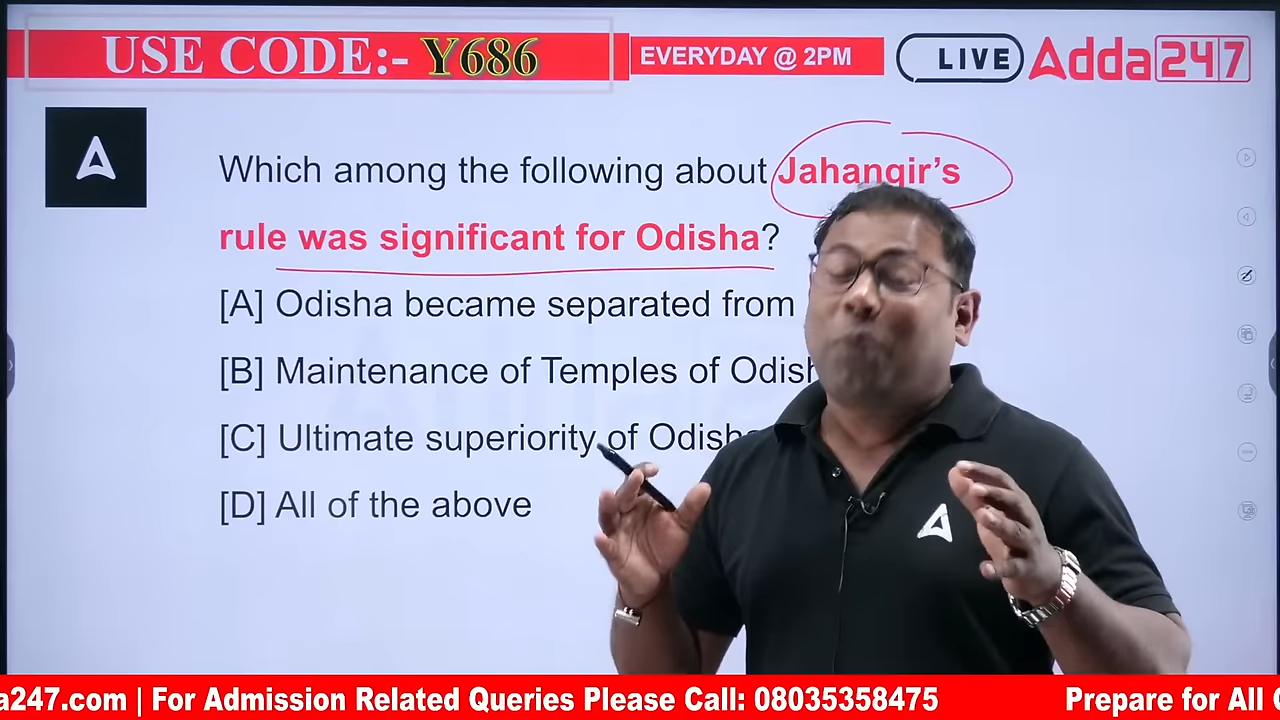 USE CODE:- Y686
EVERYDAY @ 2PM
LIVE
Adda247
Which among the following about Jahangir's
rule was significant for Odisha?
[A] Odisha became separated from
[B] Maintenance of Temples of
[C] Ultimate superiority of
[D] All of the above
a247.com | For Admission Related Queries Please Call: 08035358475
Prepare for All